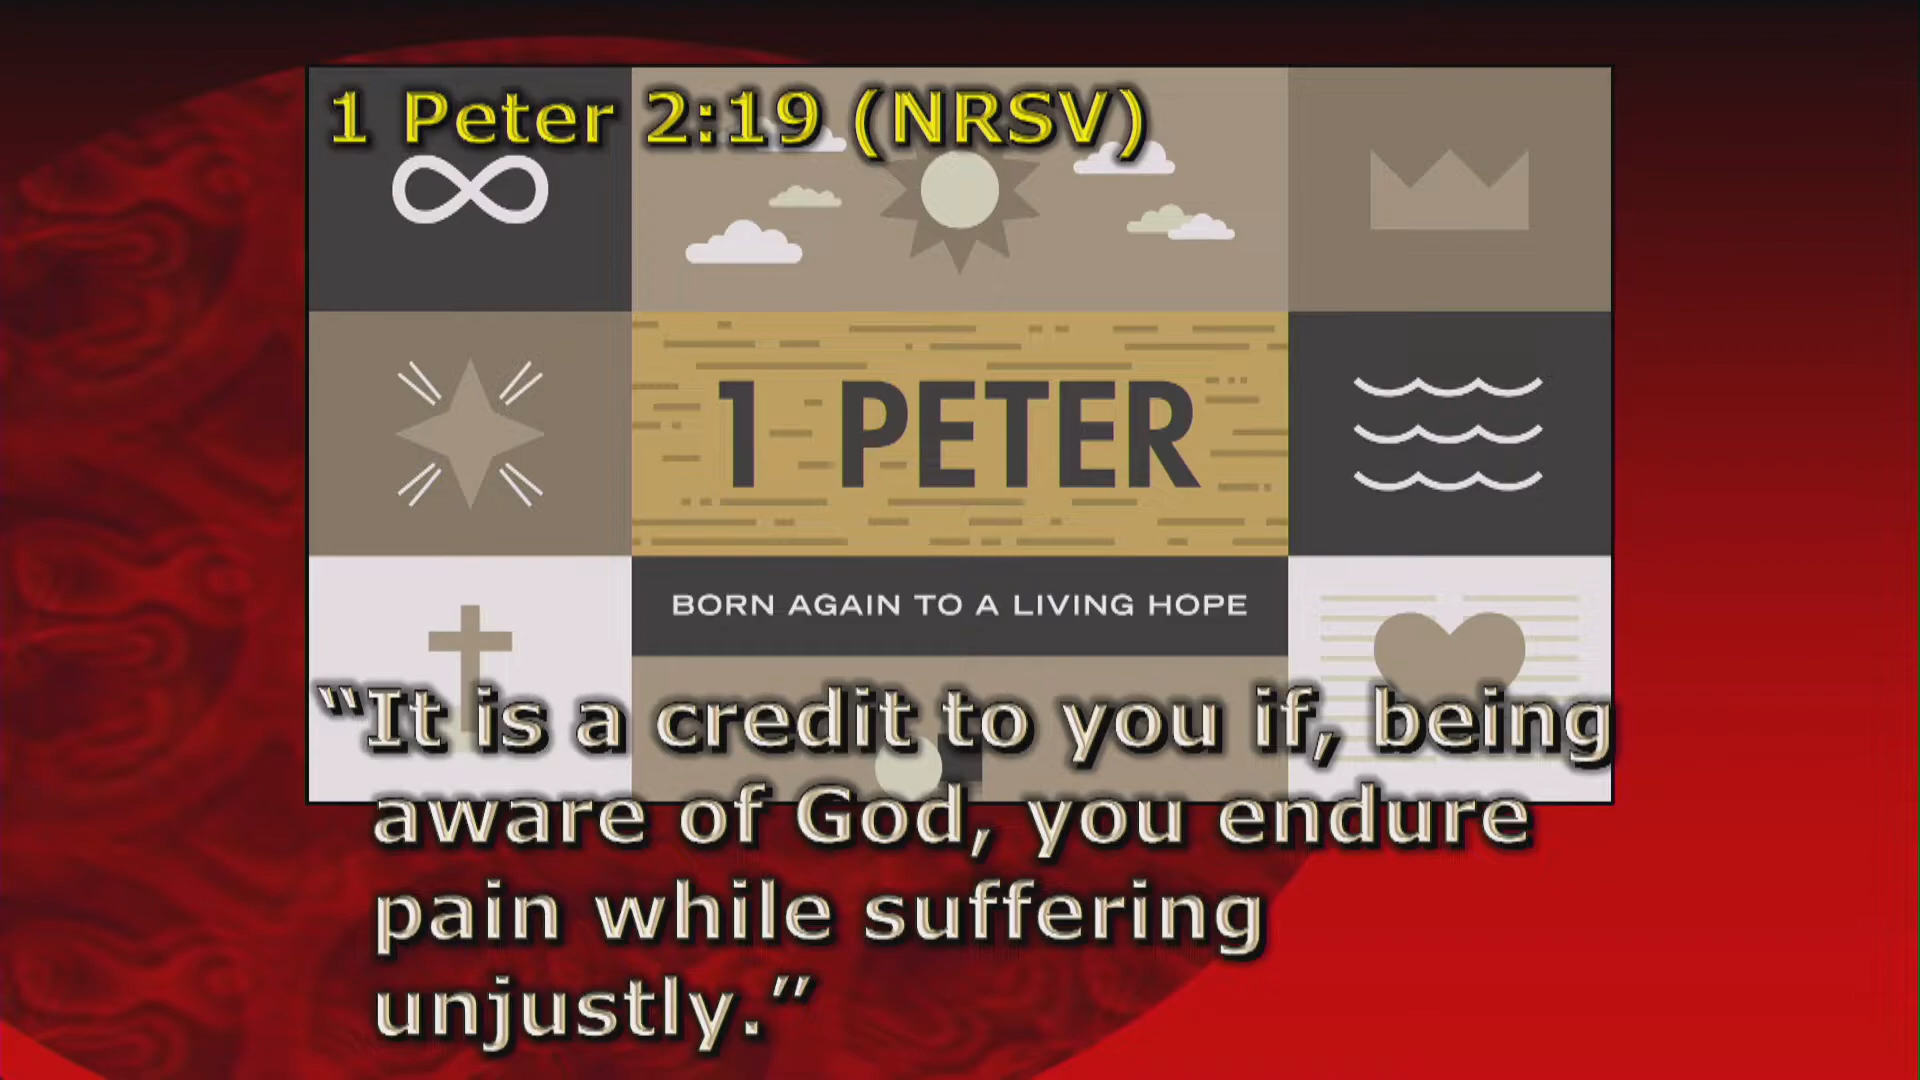 1 Peter 2:19 (NRSV)
1 PETER
BORN AGAIN TO A LIVING HOPE
“It is a credit to you if, being
aware of God, you endure
pain while suffering
unjustly.”